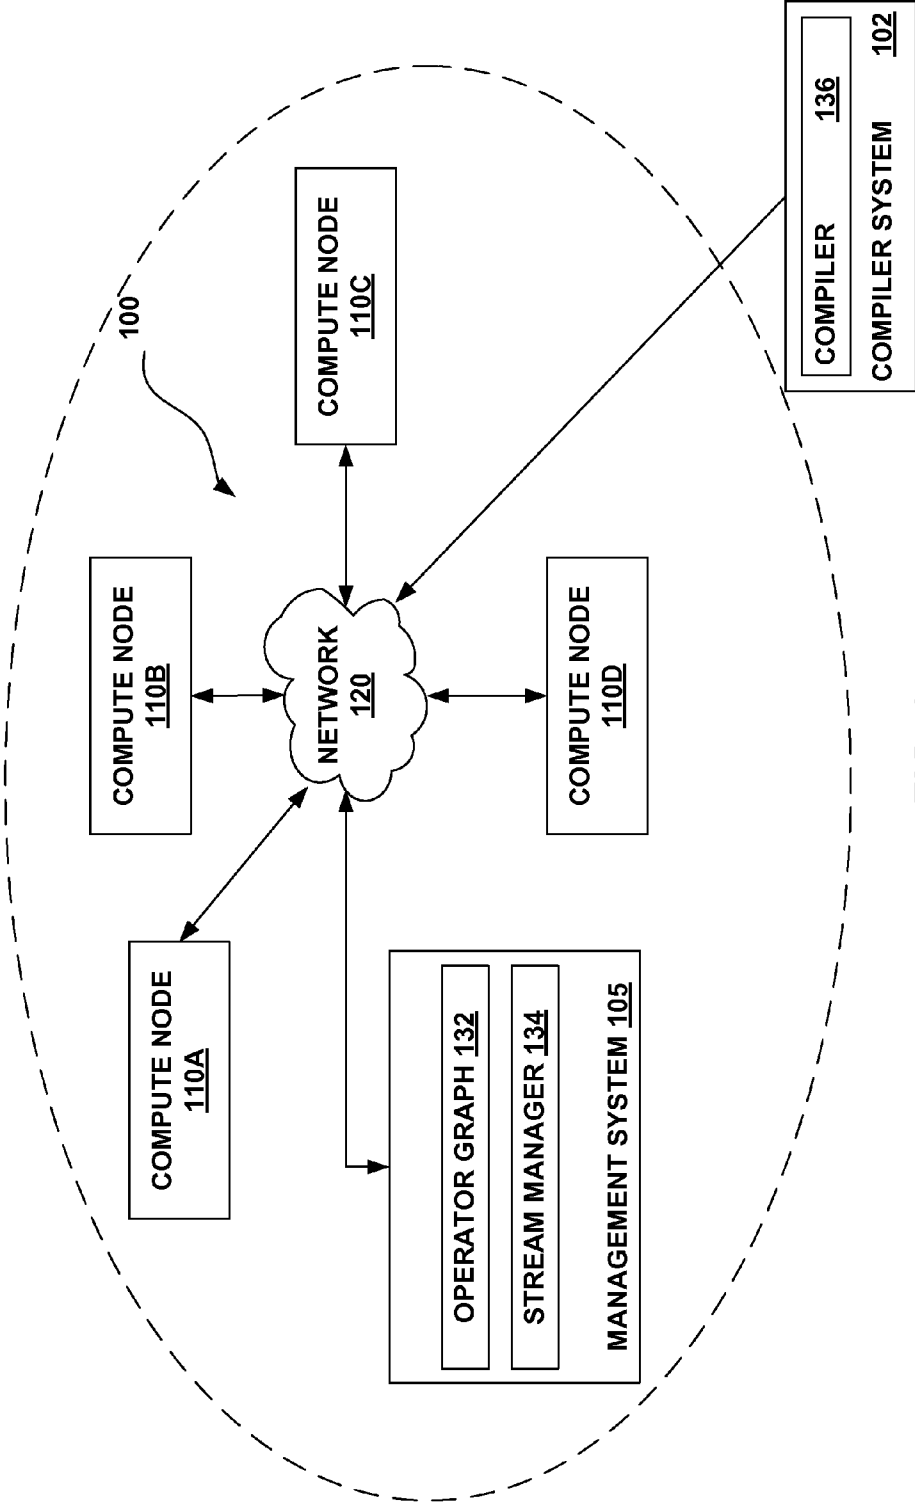 100
COMPUTE NODE
110A
COMPUTE NODE
110B
COMPUTE NODE
110C
NETWORK
120
COMPUTE NODE
110D
OPERATOR GRAPH 132
STREAM MANAGER 134
MANAGEMENT SYSTEM 105
COMPILER 136
COMPILER SYSTEM 102